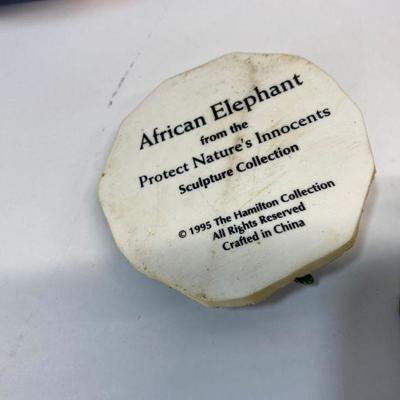 African Elephant
from the
Protect Nature's Innocents
Sculpture Collection
© 1995 The Hamilton Collection
All Rights Reserved
Crafted in China